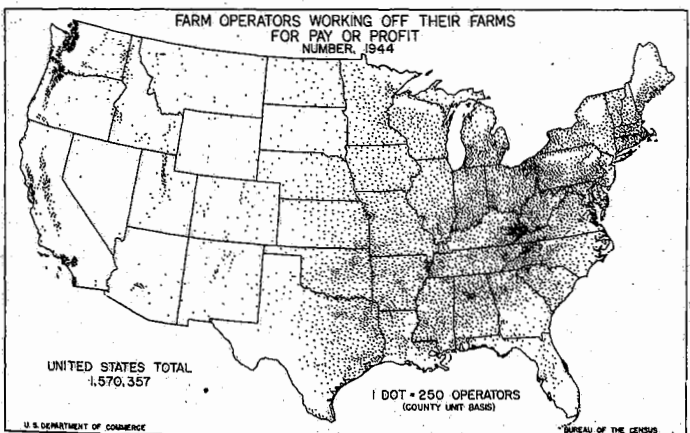 FARM OPERATORS WORKING OFF THEIR FARMS
FOR PAY OR PROFIT
NUMBER, 1944
UNITED STATES TOTAL
1,570,357
1 DOT = 250 OPERATORS
(COUNTY UNIT BASIS)
U.S. DEPARTMENT OF COMMERCE
BUREAU OF THE CENSUS